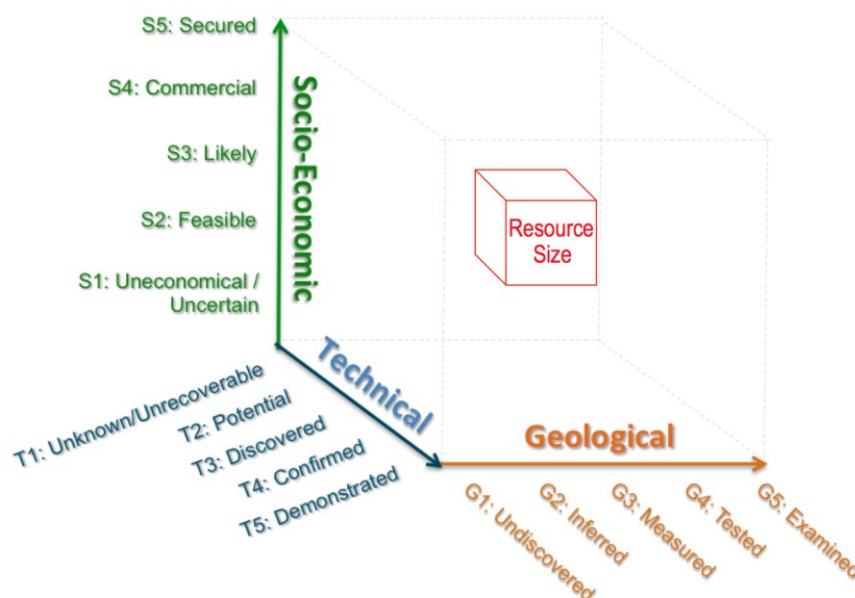 S5: Secured
S4: Commercial
S3: Likely
S2: Feasible
S1: Uneconomical /
Uncertain
Socio-Economic
Resource
Size
Technical
T1: Unknown/Unrecoverable
T2: Potential
T3: Discovered
T4: Confirmed
T5: Demonstrated
Geological
G1: Undiscovered
G2: Inferred
G3: Measured
G4: Tested
G5: Examined